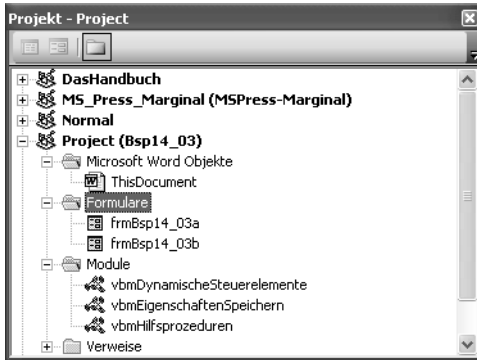 Projekt - Project
DasHandbuch
MS_Press_Marginal (MSPress-Marginal)
Normal
Project (Bsp14_03)
Microsoft Word Objekte
ThisDocument
Formulare
frmBsp14_03a
frmBsp14_03b
Module
vbmDynamischeSteuerelemente
vbmEigenschaftenSpeichern
vbmHilfsprozeduren
Verweise